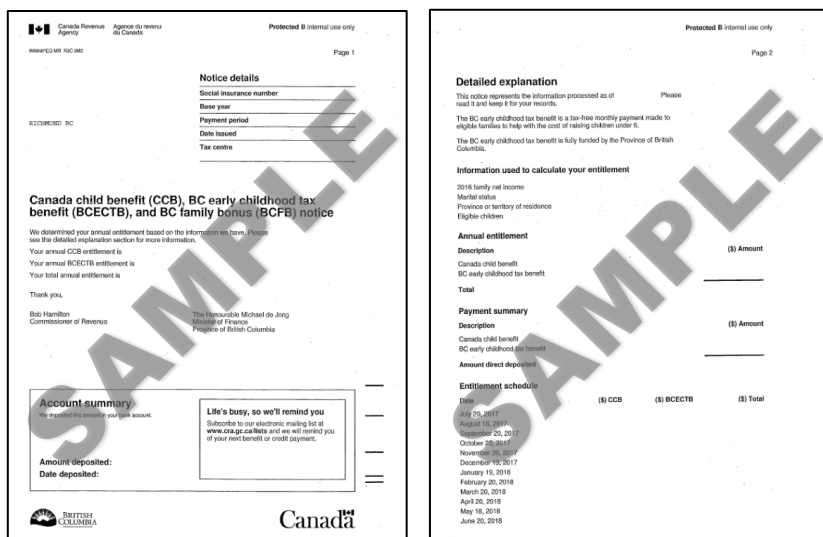 Canada Revenue Agence du revenu
Agency du Canada
Protected B internal use only
WINNIPEG MB R3C 3M2
Page 1
Notice details
Social insurance number
Base year
RICHMOND BC
Payment period
Date issued
Tax centre
Canada child benefit (CCB), BC early childhood tax
benefit (BCECTB), and BC family bonus (BCFB) notice
We determined your annual entitlement based on the information we have. Please
see the detailed explanation section for more information.
Your annual CCB entitlement is
Your annual BCECTB entitlement is
Your total annual entitlement is
Thank you,
Bob Hamilton
Commissioner of Revenue
The Honourable Michael de Jong
Minister of Finance
Province of British Columbia
SAMPLE
Account summary
We deposited this amount in your bank account.
Amount deposited:
Date deposited:
Life's busy, so we'll remind you
Subscribe to our electronic mailing list at
www.cra.gc.ca/lists and we will remind you
of your next benefit or credit payment.
BRITISH
COLUMBIA
Canada
Protected B internal use only
Page 2
Detailed explanation
This notice represents the information processed as of Please
read it and keep it for your records.
The BC early childhood tax benefit is a tax-free monthly payment made to
eligible families to help with the cost of raising children under 6.
The BC early childhood tax benefit is fully funded by the Province of British
Columbia.
Information used to calculate your entitlement
2016 family net income
Marital status
Province or territory of residence
Eligible children
Annual entitlement
Description ($) Amount
Canada child benefit
BC early childhood tax benefit
Total
Payment summary
Description ($) Amount
Canada child benefit
BC early childhood tax benefit
Amount direct deposited
Entitlement schedule
Date ($) CCB ($) BCECTB ($) Total
July 20, 2017
August 18, 2017
September 20, 2017
October 20, 2017
November 20, 2017
December 13, 2017
January 19, 2018
February 20, 2018
March 20, 2018
April 20, 2018
May 18, 2018
June 20, 2018
SAMPLE